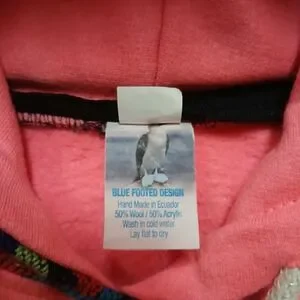 BLUE FOOTED DESIGN
Hand Made in Ecuador
50% Wool / 50% Acrylic
Wash in cold water
Lay flat to dry